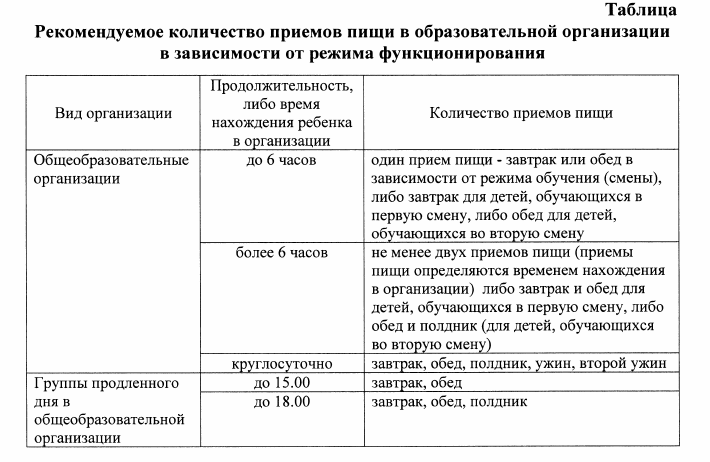 Таблица
Рекомендуемое количество приемов пищи в образовательной организации
в зависимости от режима функционирования
Вид организации
Продолжительность,
либо время
нахождения ребенка
в организации
Количество приемов пищи
Общеобразовательные
организации
до 6 часов
один прием пищи - завтрак или обед в
зависимости от режима обучения (смены),
либо завтрак для детей, обучающихся в
первую смену, либо обед для детей,
обучающихся во вторую смену
более 6 часов
не менее двух приемов пищи (приемы
пищи определяются временем нахождения
в организации) либо завтрак и обед для
детей, обучающихся в первую смену, либо
обед и полдник (для детей, обучающихся
во вторую смену)
круглосуточно
завтрак, обед, полдник, ужин, второй ужин
Группы продленного
дня в
общеобразовательной
организации
до 15.00
завтрак, обед
до 18.00
завтрак, обед, полдник